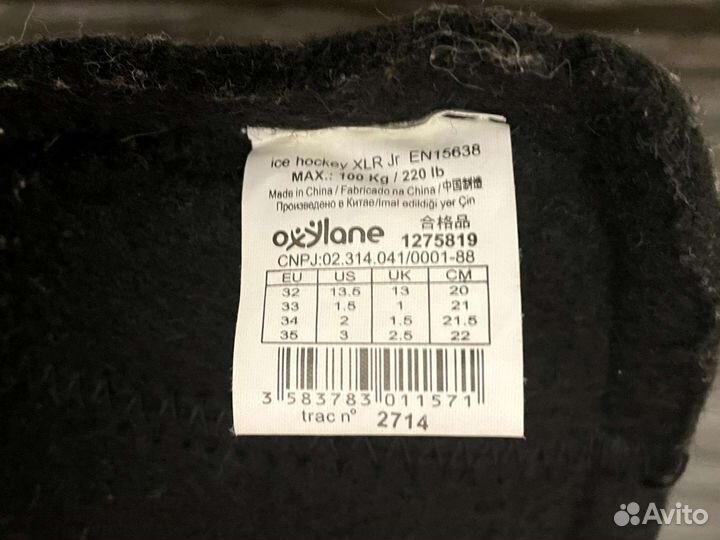 ice hockey XLR Jr EN15638
MAX.: 100 Kg / 220 lb
Made in China / Fabricado na China / 中国制造
Произведено в Китае/Imal edildiği yer Çin
合格品
oxylane 1275819
CNPJ:02.314.041/0001-88
EU US UK CM
32 13.5 13 20
33 1.5 1 21
34 2 1.5 21.5
35 3 2.5 22
3 583783 011571
trac nº 2714
Avito